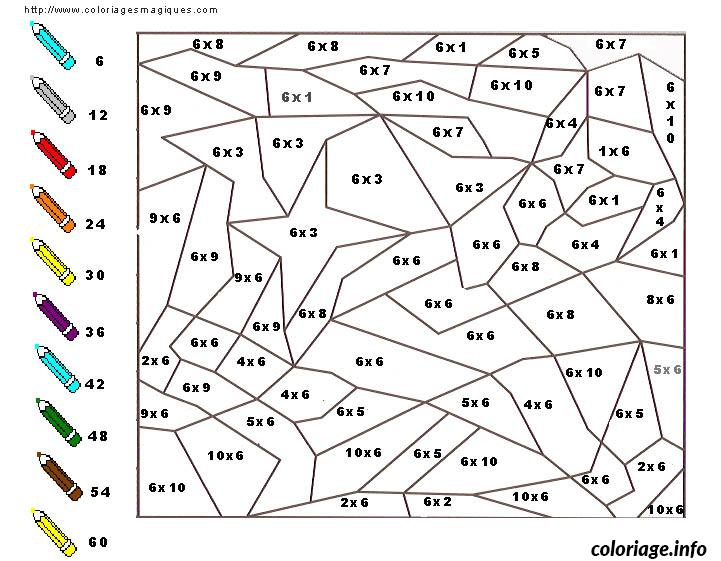 http://www.coloriagesmagiques.com
6
12
18
24
30
36
42
48
54
60
6 x 8
6 x 8
6 x 1
6 x 5
6 x 7
6 x 9
6 x 7
6 x 1
6 x 10
6 x 10
6 x 7
6
x
1
0
6 x 9
6 x 7
6 x 4
6 x 3
6 x 3
1 x 6
6 x 3
6 x 3
6 x 7
6 x 6
6 x 1
6
x
4
9 x 6
6 x 3
6 x 6
6 x 4
6 x 9
6 x 6
6 x 8
6 x 1
9 x 6
6 x 9
6 x 8
6 x 6
6 x 8
8 x 6
6 x 6
6 x 6
2 x 6
4 x 6
6 x 6
6 x 10
5 x 6
6 x 9
4 x 6
9 x 6
5 x 6
6 x 5
5 x 6
4 x 6
6 x 5
10 x 6
10 x 6
6 x 5
6 x 10
2 x 6
6 x 10
6 x 6
2 x 6
6 x 2
10 x 6
10 x 6
coloriage.info